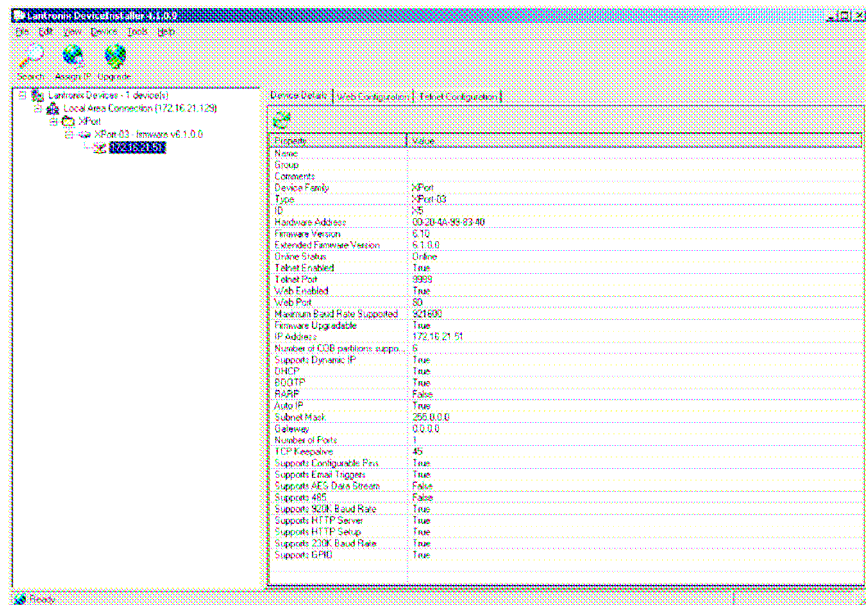 Lantronix DeviceInstaller 4.1.0.0
File Edit View Device Tools Help
Search Assign IP Upgrade
Lantronix Devices - 1 device(s)
Local Area Connection (172.16.21.129)
XPort
XPort-03 - firmware v6.1.0.0
172.16.21.51
Device Details Web Configuration Telnet Configuration
Property Value
Name
Group
Comments
Device Family XPort
Type XPort-03
ID X5
Hardware Address 00-20-4A-93-83-40
Firmware Version 6.10
Extended Firmware Version 6.1.0.0
Online Status Online
Telnet Enabled True
Telnet Port 9999
Web Enabled True
Web Port 80
Maximum Baud Rate Supported 921600
Firmware Upgradable True
IP Address 172.16.21.51
Number of COB partitions suppo... 6
Supports Dynamic IP True
DHCP True
BOOTP True
RARP False
Auto IP True
Subnet Mask 255.0.0.0
Gateway 0.0.0.0
Number of Ports 1
TCP Keepalive 45
Supports Configurable Pins True
Supports Email Triggers True
Supports AES Data Stream False
Supports 485 False
Supports 920K Baud Rate True
Supports HTTP Server True
Supports HTTP Setup True
Supports 230K Baud Rate True
Supports GPIO True
Ready